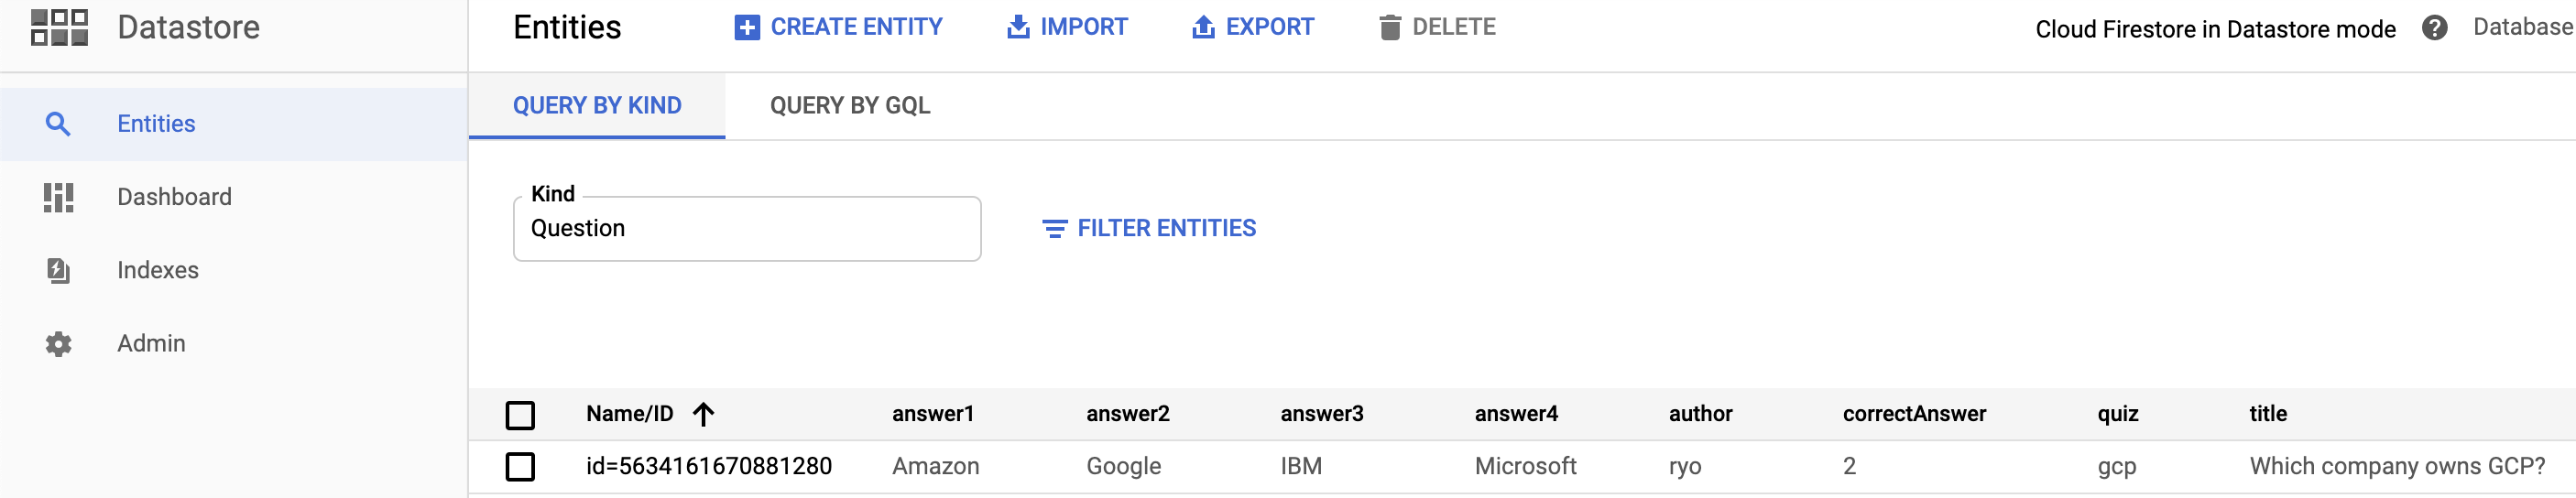 Datastore
Entities CREATE ENTITY IMPORT EXPORT DELETE Cloud Firestore in Datastore mode ? Database
Entities
Dashboard
Indexes
Admin
QUERY BY KIND QUERY BY GQL
Kind
Question
FILTER ENTITIES
Name/ID answer1 answer2 answer3 answer4 author correctAnswer quiz title
id=5634161670881280 Amazon Google IBM Microsoft ryo 2 gcp Which company owns GCP?